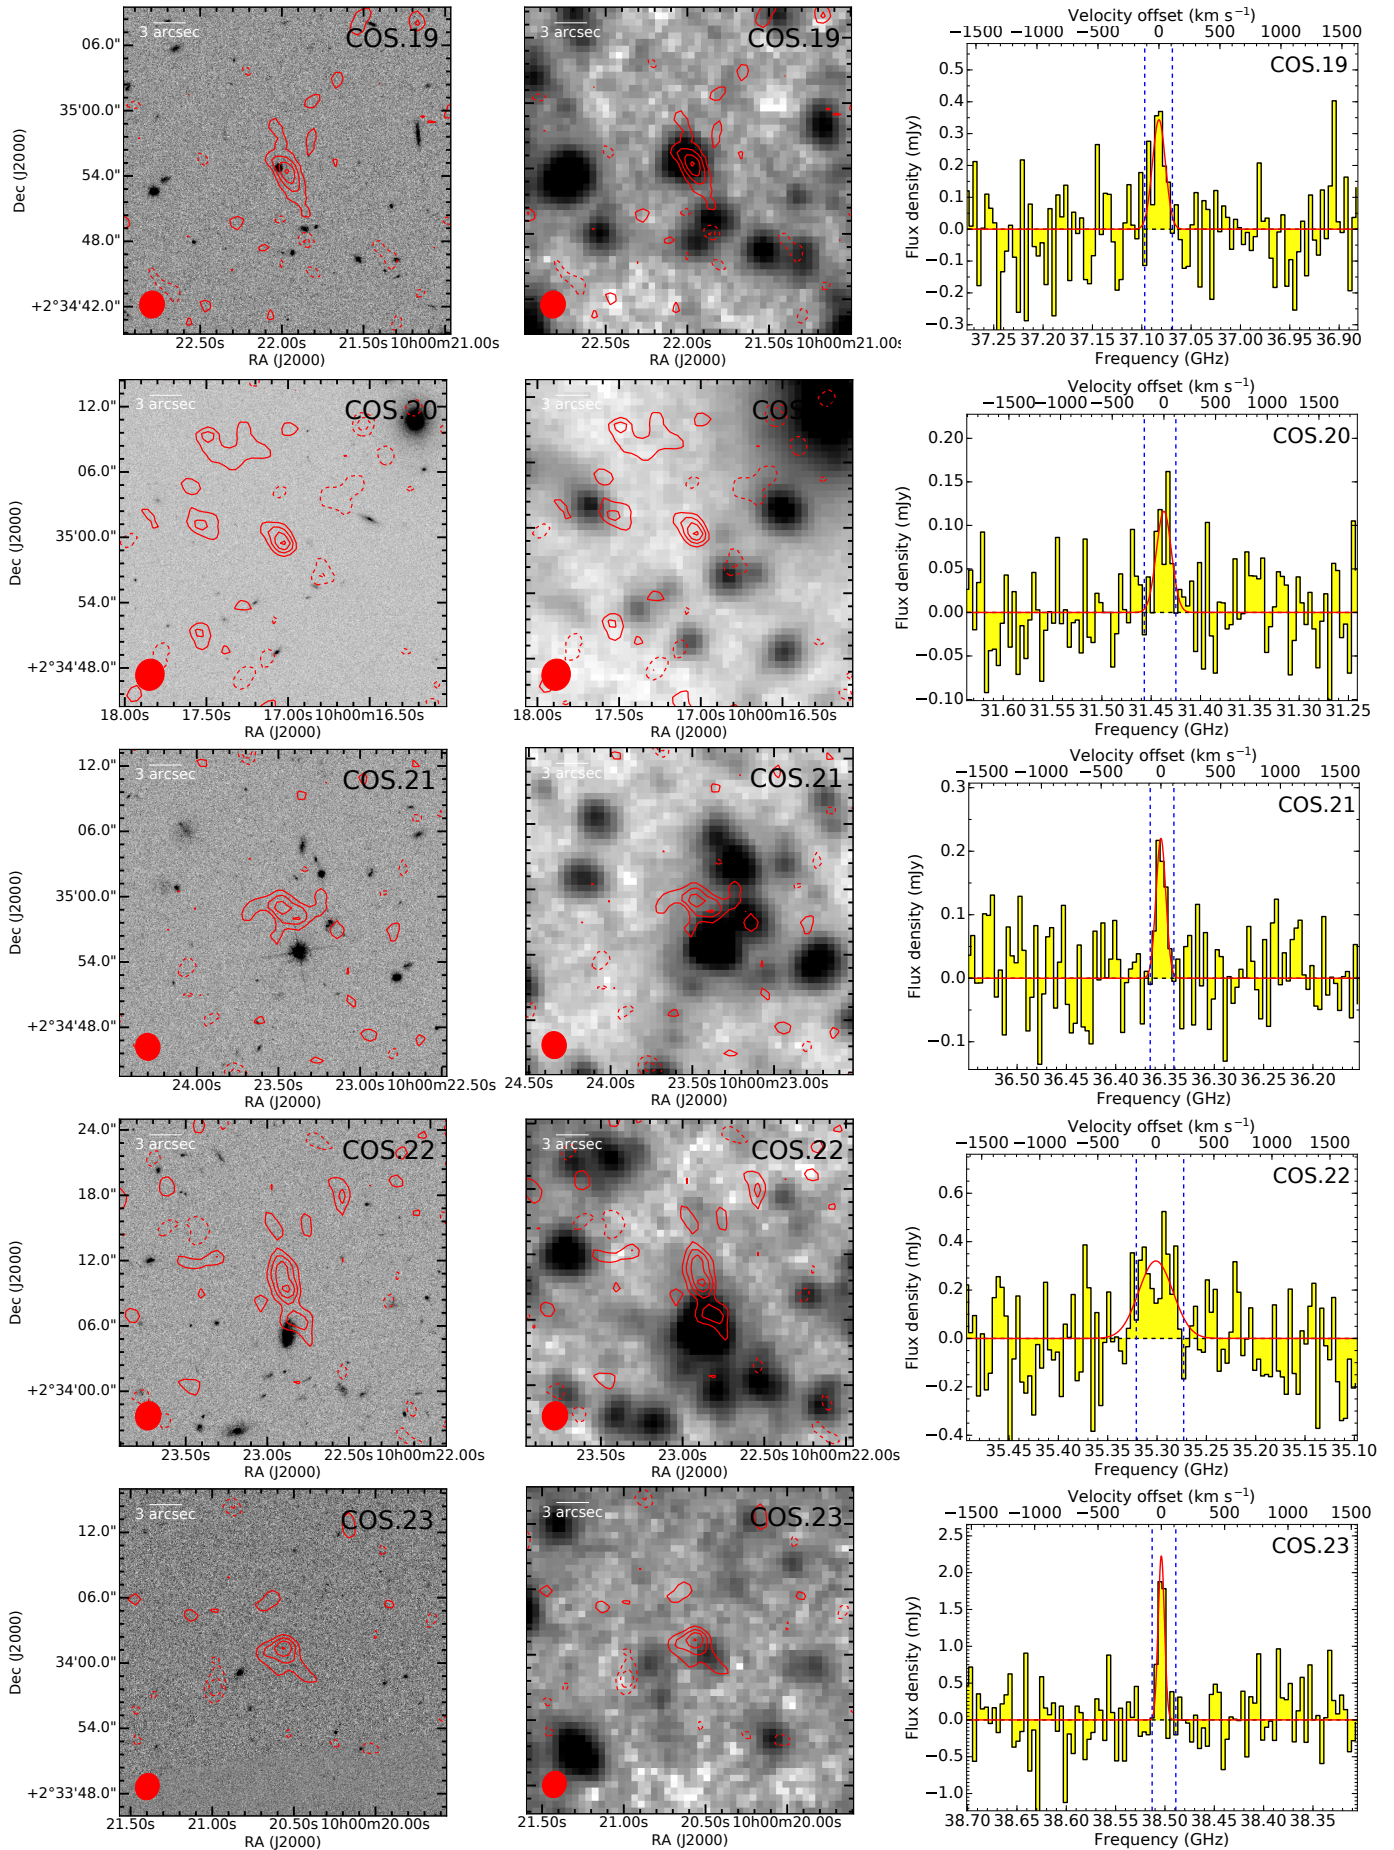 Velocity offset (km s⁻¹)
−1500 −1000 −500 0 500 1000 1500
3 arcsec
COS.19
3 arcsec
COS.19
COS.19
06.0"
35'00.0"
54.0"
48.0"
+2°34'42.0"
Dec (J2000)
22.50s 22.00s 21.50s 10h00m21.00s
RA (J2000)
22.50s 22.00s 21.50s 10h00m21.00s
RA (J2000)
Flux density (mJy)
0.5
0.4
0.3
0.2
0.1
0.0
−0.1
−0.2
−0.3
37.25 37.20 37.15 37.10 37.05 37.00 36.95 36.90
Frequency (GHz)
Velocity offset (km s⁻¹)
−1500 −1000 −500 0 500 1000 1500
3 arcsec
COS.20
3 arcsec
COS.20
12.0"
06.0"
35'00.0"
54.0"
+2°34'48.0"
Dec (J2000)
18.00s 17.50s 17.00s 10h00m16.50s
RA (J2000)
18.00s 17.50s 17.00s 10h00m16.50s
RA (J2000)
Flux density (mJy)
0.20
0.15
0.10
0.05
0.00
−0.05
−0.10
31.60 31.55 31.50 31.45 31.40 31.35 31.30 31.25
Frequency (GHz)
Velocity offset (km s⁻¹)
−1500 −1000 −500 0 500 1000 1500
3 arcsec
COS.21
3 arcsec
COS.21
COS.21
12.0"
06.0"
35'00.0"
54.0"
+2°34'48.0"
Dec (J2000)
24.00s 23.50s 23.00s 10h00m22.50s
RA (J2000)
24.50s 24.00s 23.50s 10h00m23.00s
RA (J2000)
Flux density (mJy)
0.3
0.2
0.1
0.0
−0.1
36.50 36.45 36.40 36.35 36.30 36.25 36.20
Frequency (GHz)
Velocity offset (km s⁻¹)
−1500 −1000 −500 0 500 1000 1500
3 arcsec
COS.22
3 arcsec
COS.22
COS.22
24.0"
18.0"
12.0"
06.0"
+2°34'00.0"
Dec (J2000)
23.50s 23.00s 22.50s 10h00m22.00s
RA (J2000)
23.50s 23.00s 22.50s 10h00m22.00s
RA (J2000)
Flux density (mJy)
0.6
0.4
0.2
0.0
−0.2
−0.4
35.45 35.40 35.35 35.30 35.25 35.20 35.15 35.10
Frequency (GHz)
Velocity offset (km s⁻¹)
−1500 −1000 −500 0 500 1000 1500
3 arcsec
COS.23
3 arcsec
COS.23
COS.23
12.0"
06.0"
34'00.0"
54.0"
+2°33'48.0"
Dec (J2000)
21.50s 21.00s 20.50s 10h00m20.00s
RA (J2000)
21.50s 21.00s 20.50s 10h00m20.00s
RA (J2000)
Flux density (mJy)
2.5
2.0
1.5
1.0
0.5
0.0
−0.5
−1.0
38.70 38.65 38.60 38.55 38.50 38.45 38.40 38.35
Frequency (GHz)